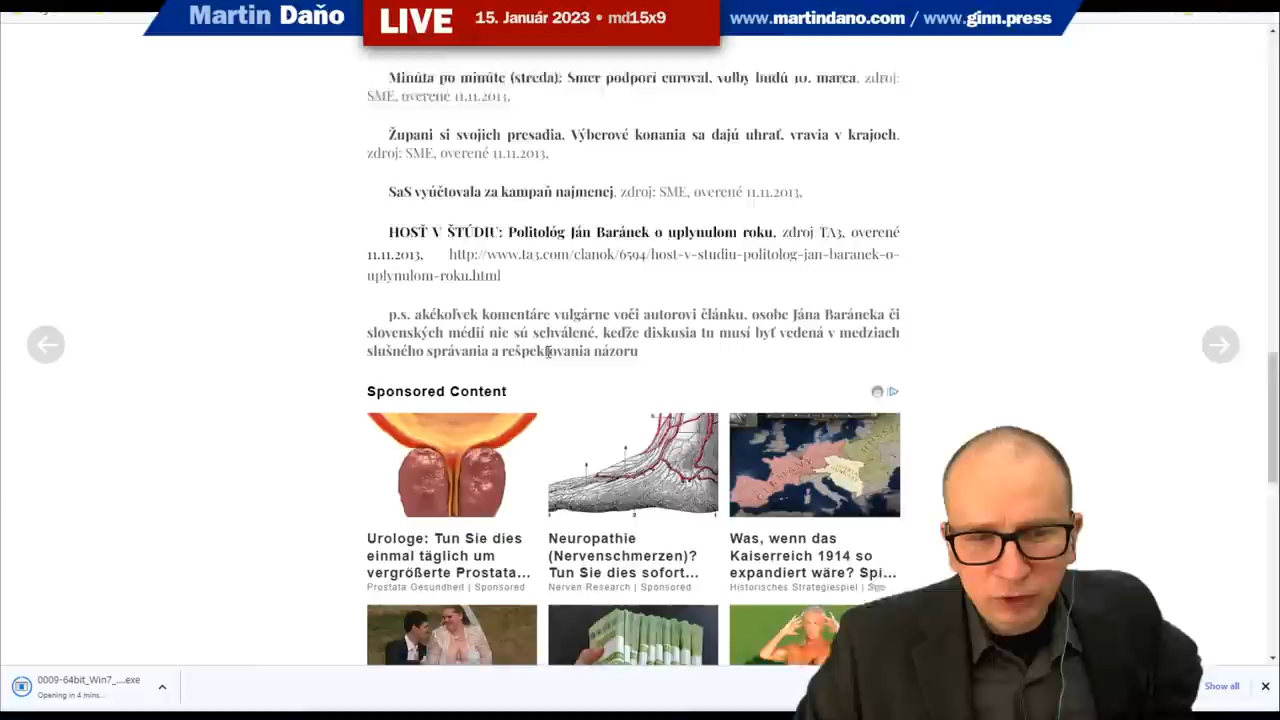 Martin Daňo
LIVE
15. Január 2023 • md15x9
www.martindano.com / www.ginn.press
Minúta po minúte (streda): Smer podporí euroval, voľby budú 10. marca, zdroj:
SME, overené 11.11.2013,
Župani si svojich presadia. Výberové konania sa dajú uhrať, vravia v krajoch,
zdroj: SME, overené 11.11.2013,
SaS vyúčtovala za kampaň najmenej, zdroj: SME, overené 11.11.2013,
HOSŤ V ŠTÚDIU: Politológ Ján Baránek o uplynulom roku, zdroj TA3, overené
11.11.2013, http://www.ta3.com/clanok/6594/host-v-studiu-politolog-jan-baranek-o-
uplynulom-roku.html
p.s. akékoľvek komentáre vulgárne voči autorovi článku, osobe Jána Baráneka či
slovenských médií nie sú schválené, keďže diskusia tu musí byť vedená v medziach
slušného správania a rešpektovania názoru
Sponsored Content
Urologe: Tun Sie dies
einmal täglich um
vergrößerte Prostata...
Prostata Gesundheit | Sponsored
Neuropathie
(Nervenschmerzen)?
Tun Sie dies sofort...
Nerven Research | Sponsored
Was, wenn das
Kaiserreich 1914 so
expandiert wäre? Spi...
Historisches Strategiespiel |
GERMANY
0009-64bit_Win7_....exe
Opening in 4 mins...
Show all